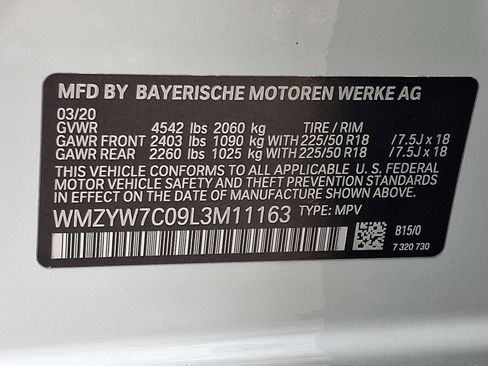 MFD BY BAYERISCHE MOTOREN WERKE AG
03/20
GVWR 4542 lbs 2060 kg TIRE / RIM
GAWR FRONT 2403 lbs 1090 kg WITH 225/50 R18 /7.5J x 18
GAWR REAR 2260 lbs 1025 kg WITH 225/50 R18 /7.5J x 18
THIS VEHICLE CONFORMS TO ALL APPLICABLE U. S. FEDERAL
MOTOR VEHICLE SAFETY AND THEFT PREVENTION STANDARDS
IN EFFECT ON THE DATE OF MANUFACTURE SHOWN ABOVE.
WMZYW7C09L3M11163 TYPE: MPV
B15/0
7 320 730